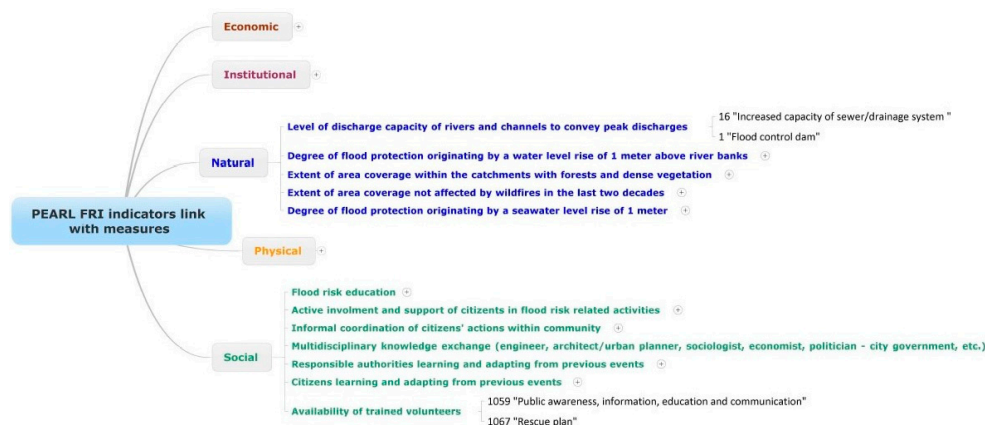 Economic
Institutional
Natural
Level of discharge capacity of rivers and channels to convey peak discharges
16 "Increased capacity of sewer/drainage system "
1 "Flood control dam"
Degree of flood protection originating by a water level rise of 1 meter above river banks
Extent of area coverage within the catchments with forests and dense vegetation
Extent of area coverage not affected by wildfires in the last two decades
Degree of flood protection originating by a seawater level rise of 1 meter
PEARL FRI indicators link
with measures
Physical
Social
Flood risk education
Active involment and support of citizens in flood risk related activities
Informal coordination of citizens' actions within community
Multidisciplinary knowledge exchange (engineer, architect/urban planner, sociologist, economist, politician - city government, etc.)
Responsible authorities learning and adapting from previous events
Citizens learning and adapting from previous events
Availability of trained volunteers
1059 "Public awareness, information, education and communication"
1067 "Rescue plan"